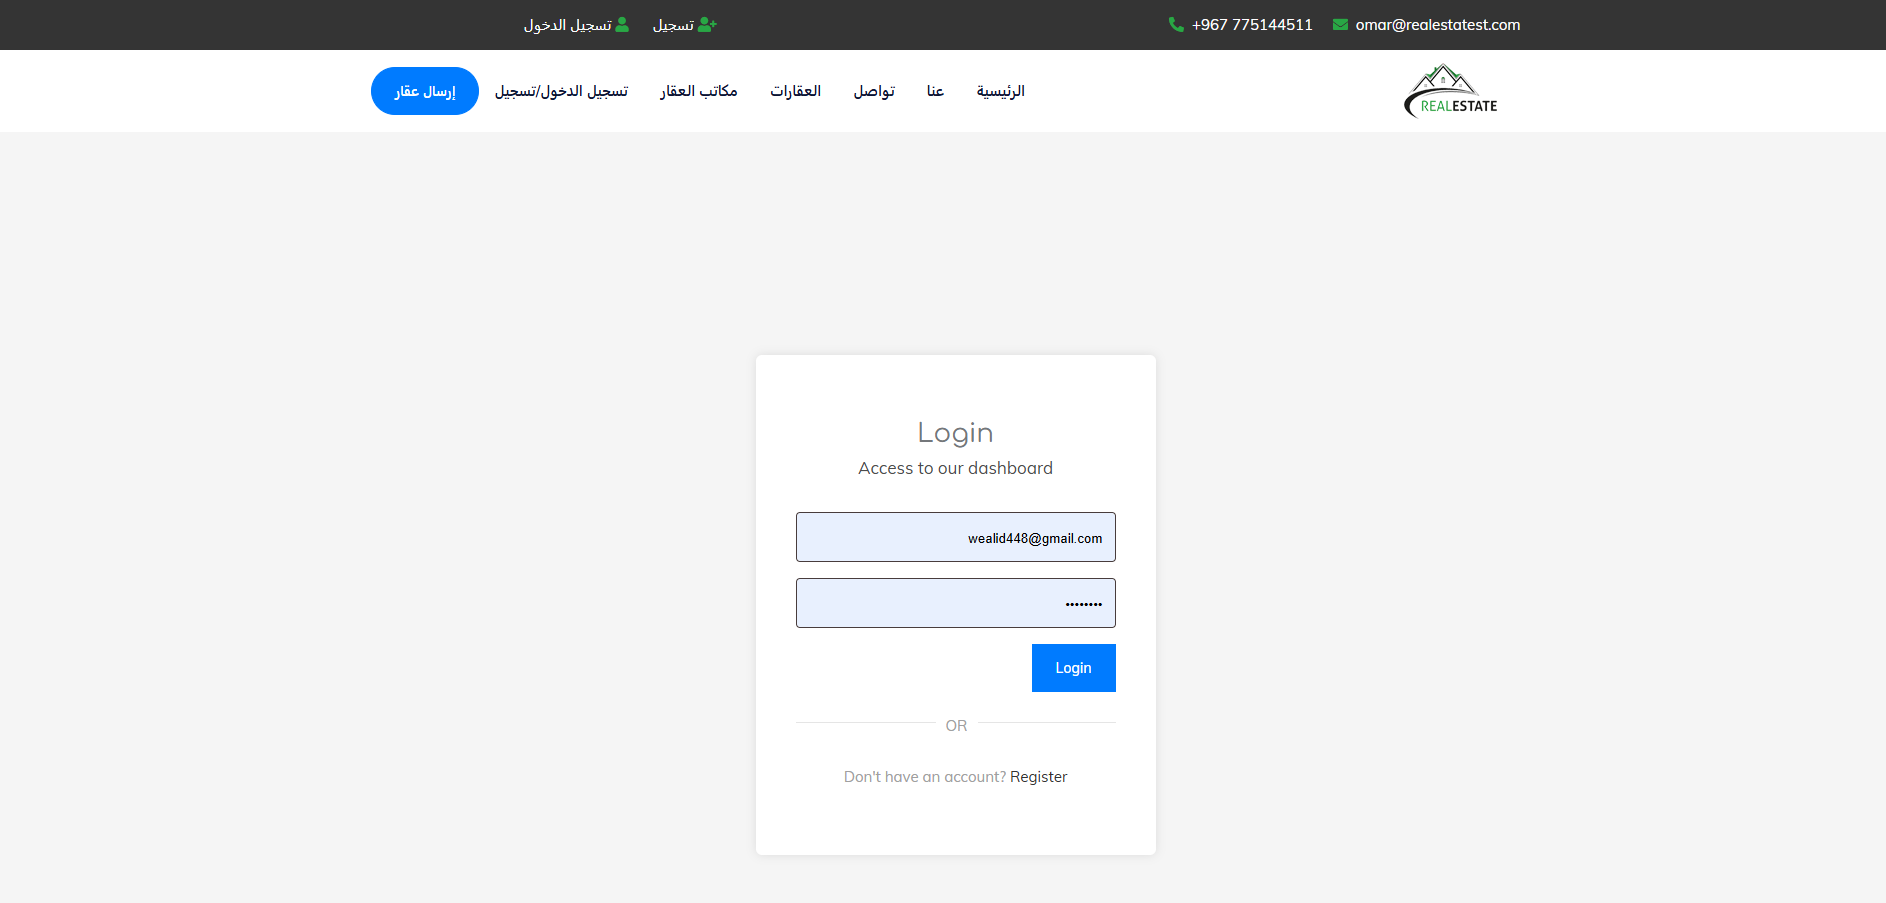 omar@realestatest.com
+967 775144511
تسجيل
تسجيل الدخول
REALESTATE
الرئيسية
عنا
تواصل
العقارات
مكاتب العقار
تسجيل الدخول/تسجيل
إرسال عقار
Login
Access to our dashboard
wealid448@gmail.com
••••••••
Login
OR
Don't have an account? Register